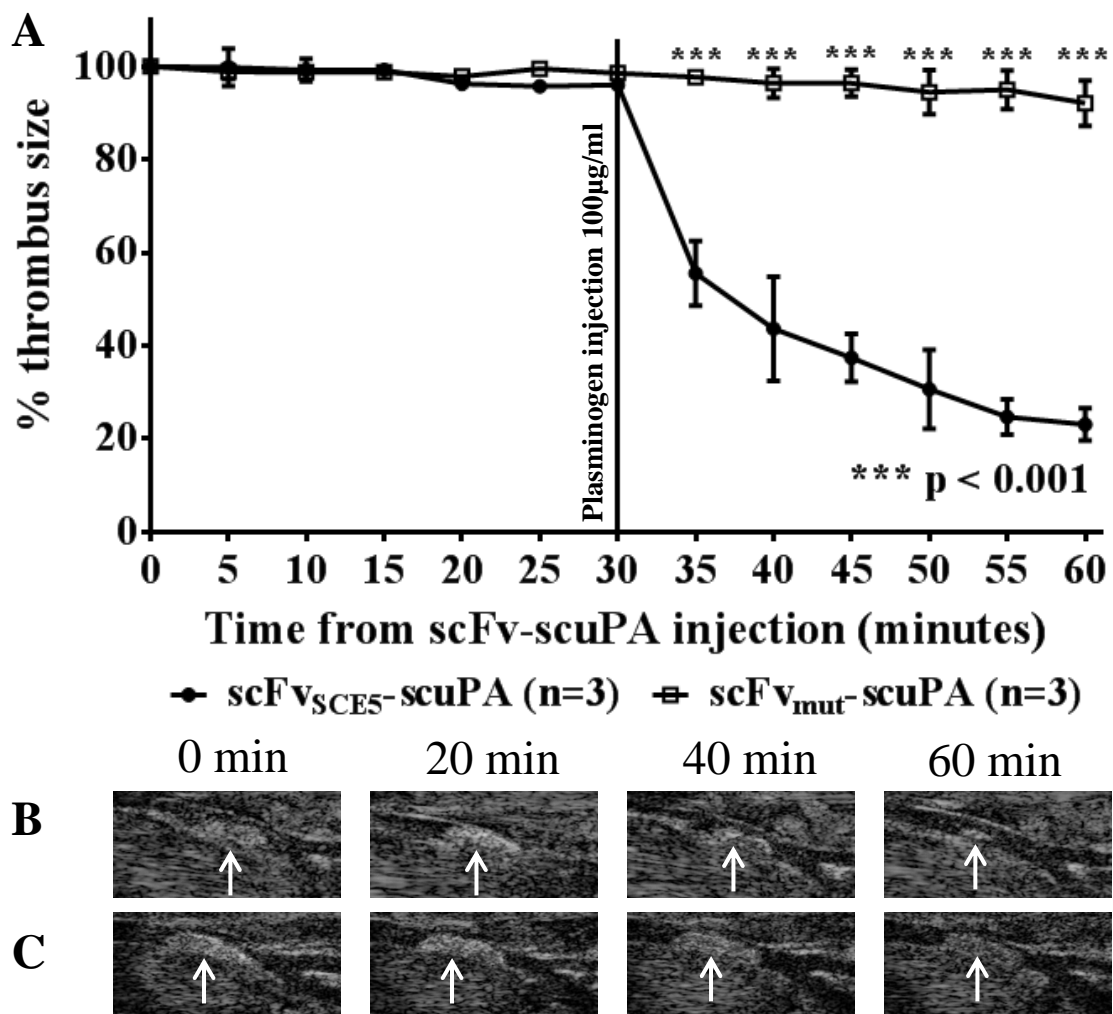 A
% thrombus size
100
80
60
40
20
0
*** *** *** *** *** ***
Plasminogen injection 100µg/ml
*** p < 0.001
0 5 10 15 20 25 30 35 40 45 50 55 60
Time from scFv-scuPA injection (minutes)
scFvSCE5-scuPA (n=3) scFvmut-scuPA (n=3)
0 min 20 min 40 min 60 min
B
C